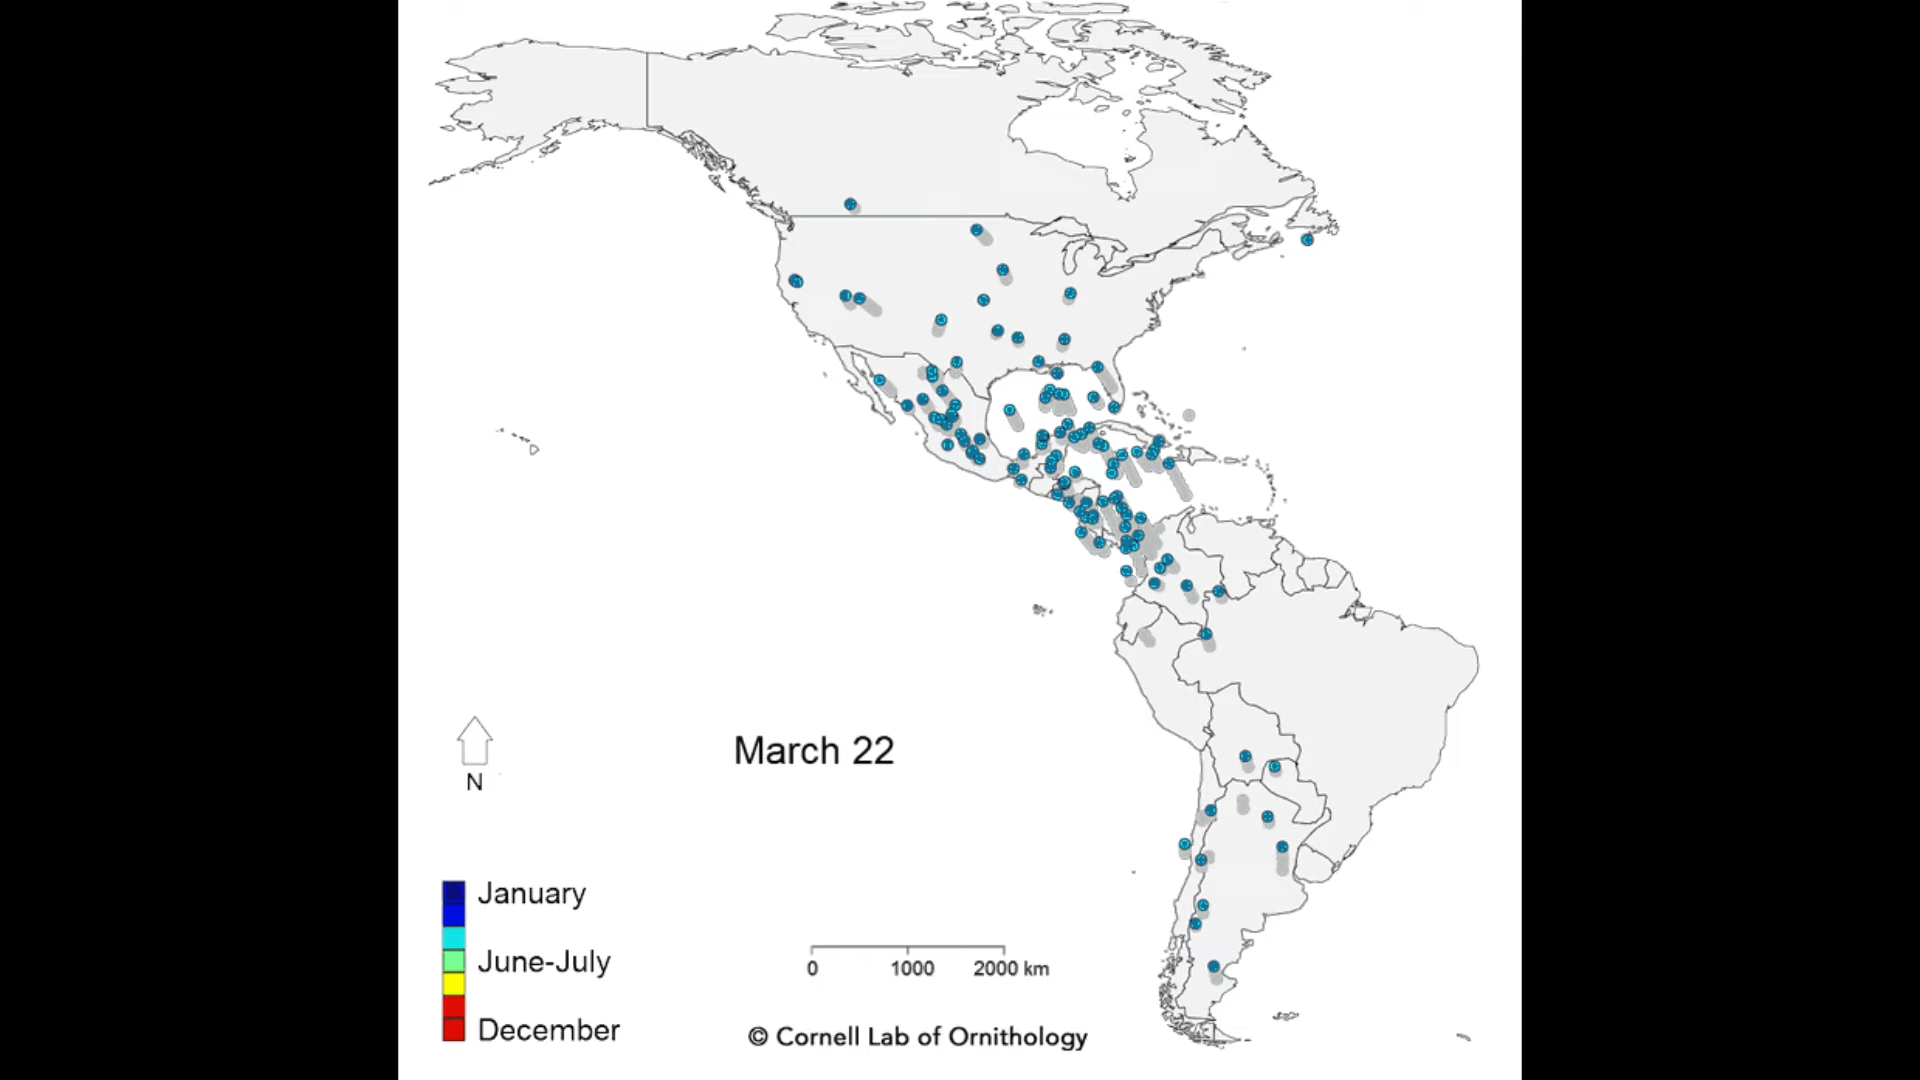 March 22
N
January
June-July
December
0 1000 2000 km
© Cornell Lab of Ornithology